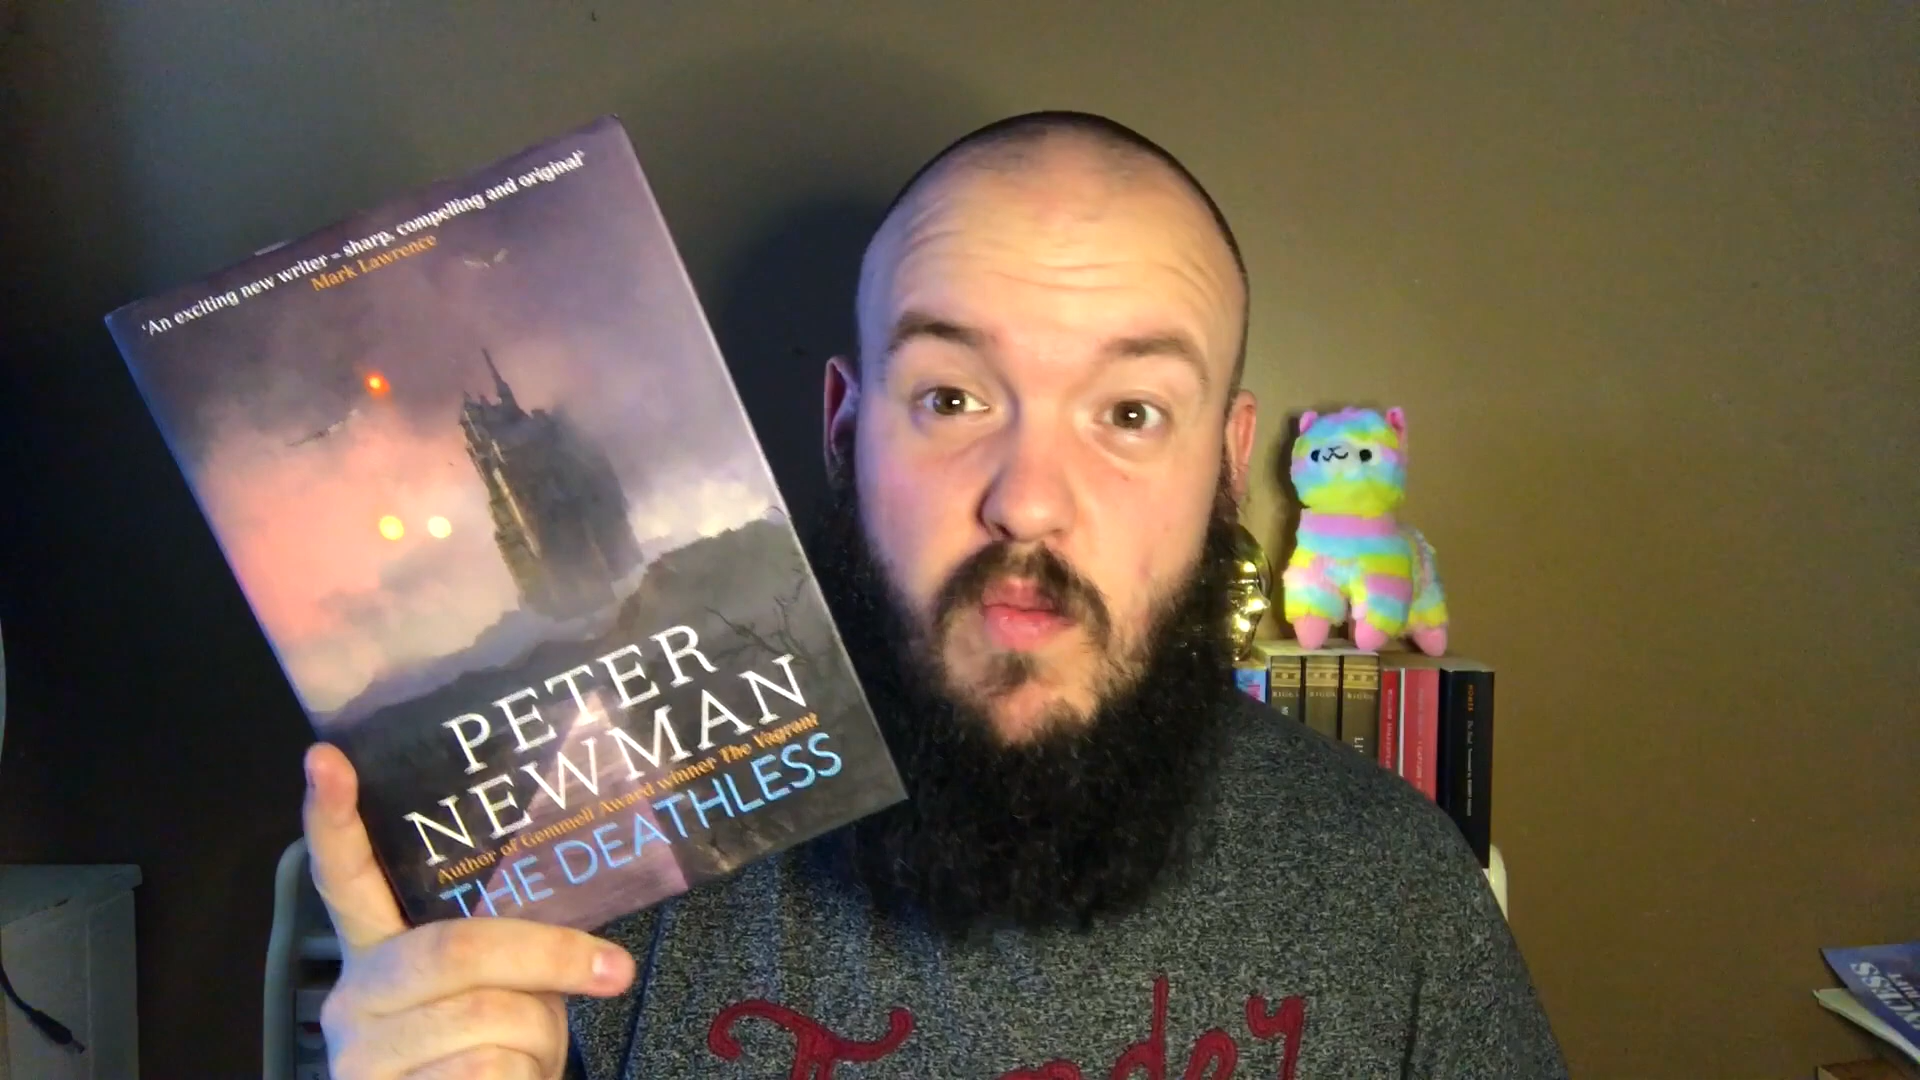 ‘An exciting new writer – sharp, compelling and original’
Mark Lawrence
PETER
NEWMAN
Author of Gemmell Award winner The Vagrant
THE DEATHLESS